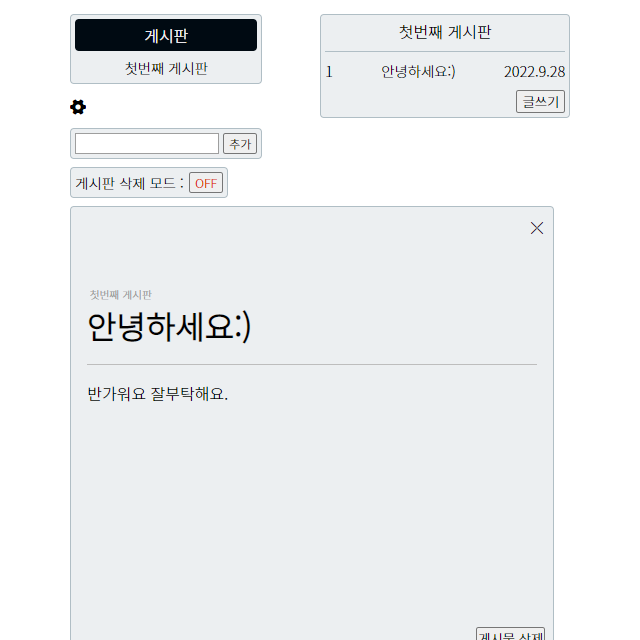 게시판
첫번째 게시판
추가
게시판 삭제 모드 : OFF
첫번째 게시판
1 안녕하세요:) 2022.9.28
글쓰기
첫번째 게시판
안녕하세요:)
반가워요 잘부탁해요.
게시물 삭제